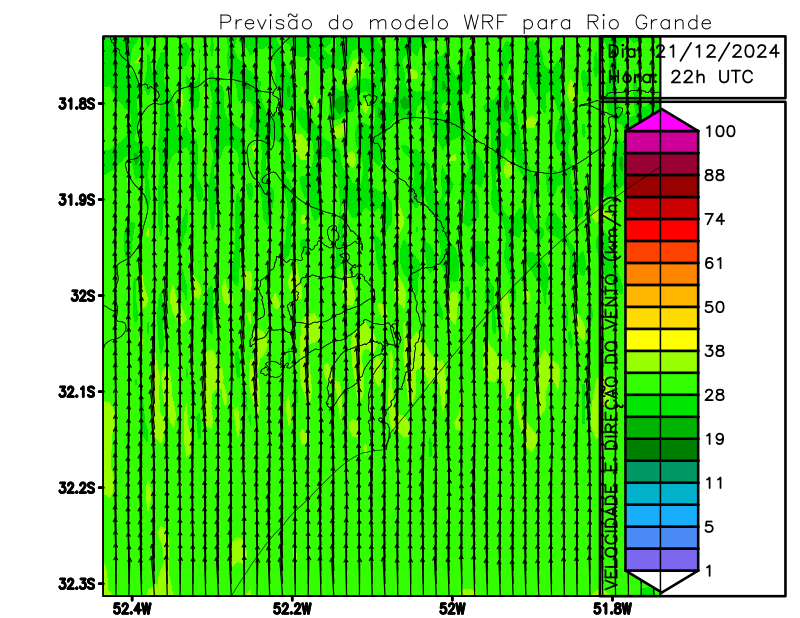 Previsão do modelo WRF para Rio Grande
Dia: 21/12/2024
Hora: 22h UTC
31.8S
31.9S
32S
32.1S
32.2S
32.3S
52.4W
52.2W
52W
51.8W
VELOCIDADE E DIREÇÃO DO VENTO (km/h)
100
88
74
61
50
38
28
19
11
5
1